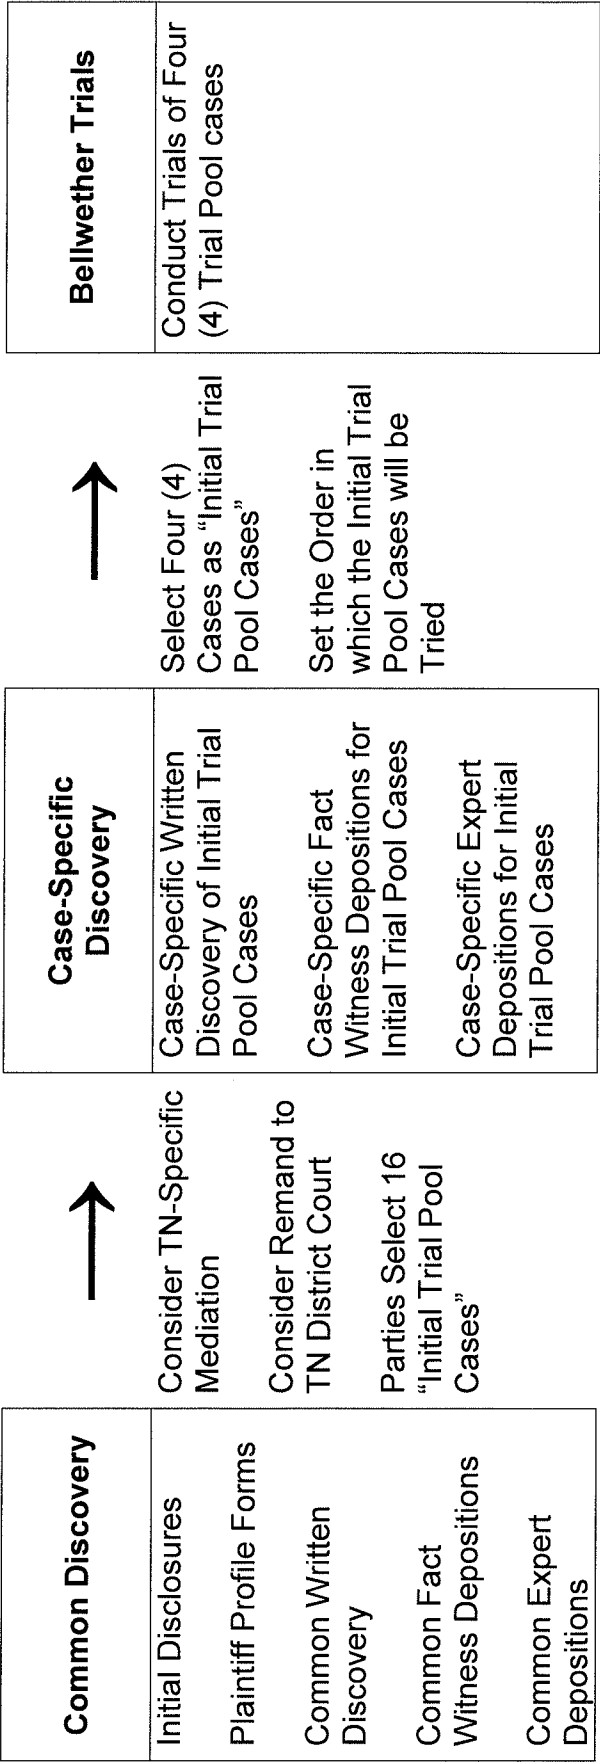 Common Discovery
Initial Disclosures
Plaintiff Profile Forms
Common Written
Discovery
Common Fact
Witness Depositions
Common Expert
Depositions
Consider TN-Specific
Mediation
Consider Remand to
TN District Court
Parties Select 16
“Initial Trial Pool
Cases”
Case-Specific
Discovery
Case-Specific Written
Discovery of Initial Trial
Pool Cases
Case-Specific Fact
Witness Depositions for
Initial Trial Pool Cases
Case-Specific Expert
Depositions for Initial
Trial Pool Cases
Select Four (4)
Cases as “Initial Trial
Pool Cases”
Set the Order in
which the Initial Trial
Pool Cases will be
Tried
Bellwether Trials
Conduct Trials of Four
(4) Trial Pool cases